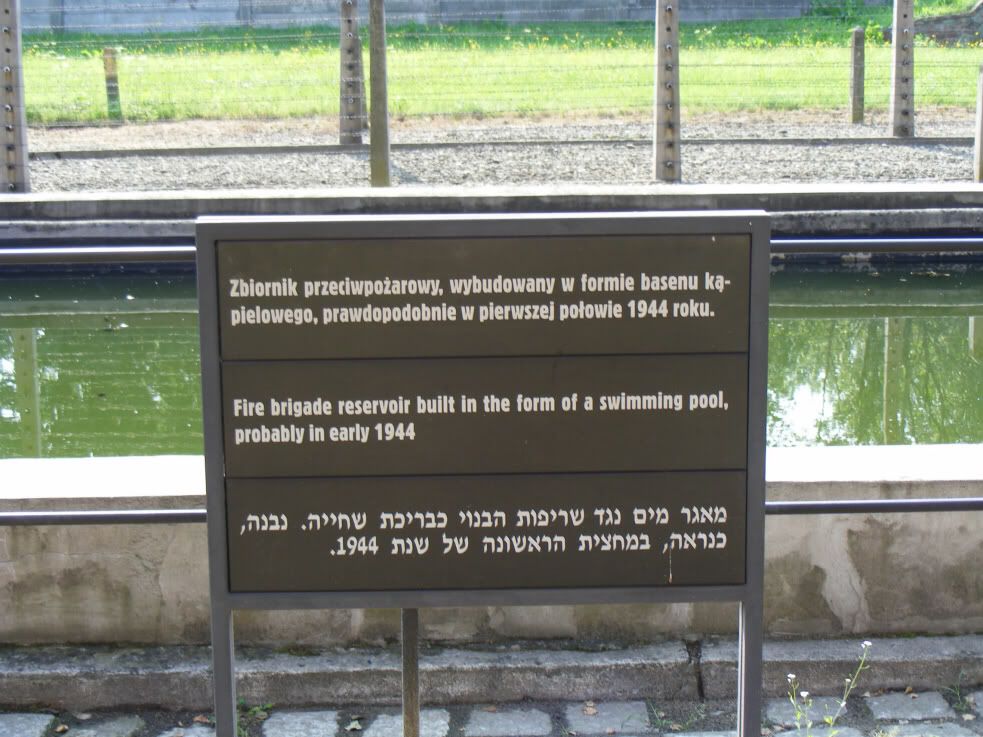 Zbiornik przeciwpożarowy, wybudowany w formie basenu ką-
pielowego, prawdopodobnie w pierwszej połowie 1944 roku.
Fire brigade reservoir built in the form of a swimming pool,
probably in early 1944
מאגר מים נגד שריפות הבנוי כבריכת שחייה. נבנה,
כנראה, במחצית הראשונה של שנת 1944.